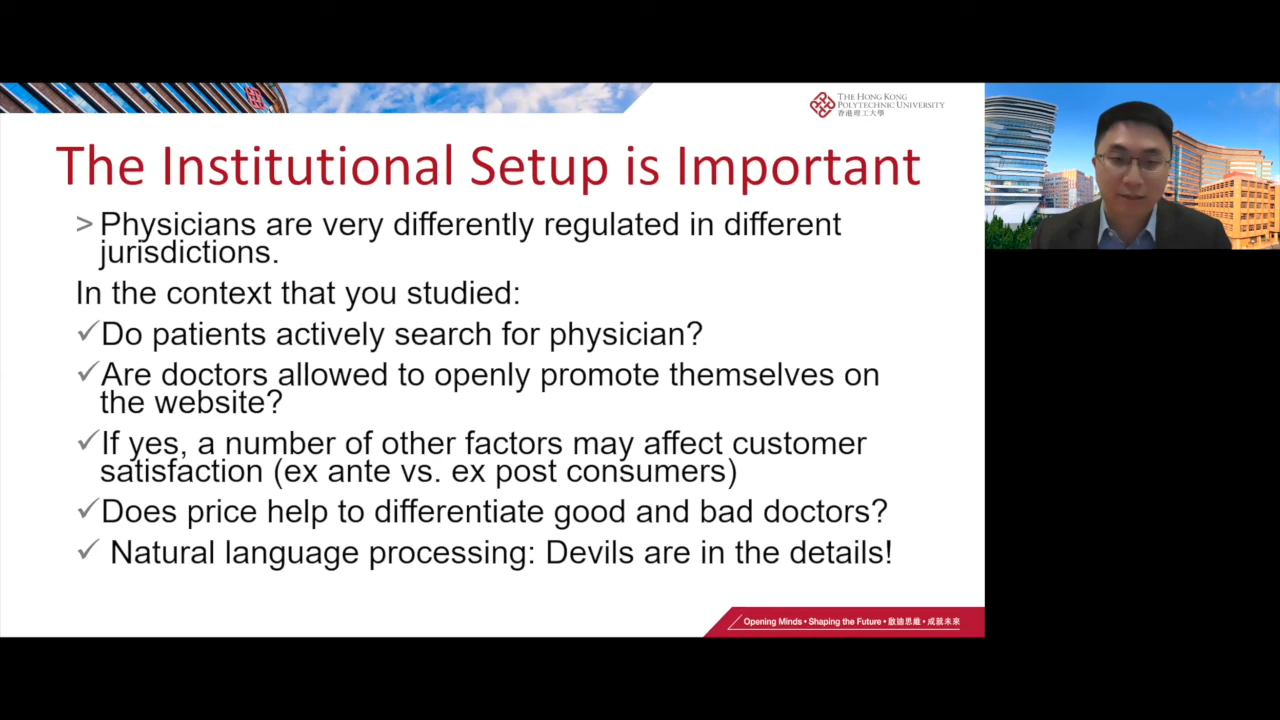 THE HONG KONG
POLYTECHNIC UNIVERSITY
香港理工大學
The Institutional Setup is Important
> Physicians are very differently regulated in different
jurisdictions.
In the context that you studied:
✓Do patients actively search for physician?
✓Are doctors allowed to openly promote themselves on
the website?
✓If yes, a number of other factors may affect customer
satisfaction (ex ante vs. ex post consumers)
✓Does price help to differentiate good and bad doctors?
✓ Natural language processing: Devils are in the details!
Opening Minds • Shaping the Future • 啟迪思維 • 成就未來